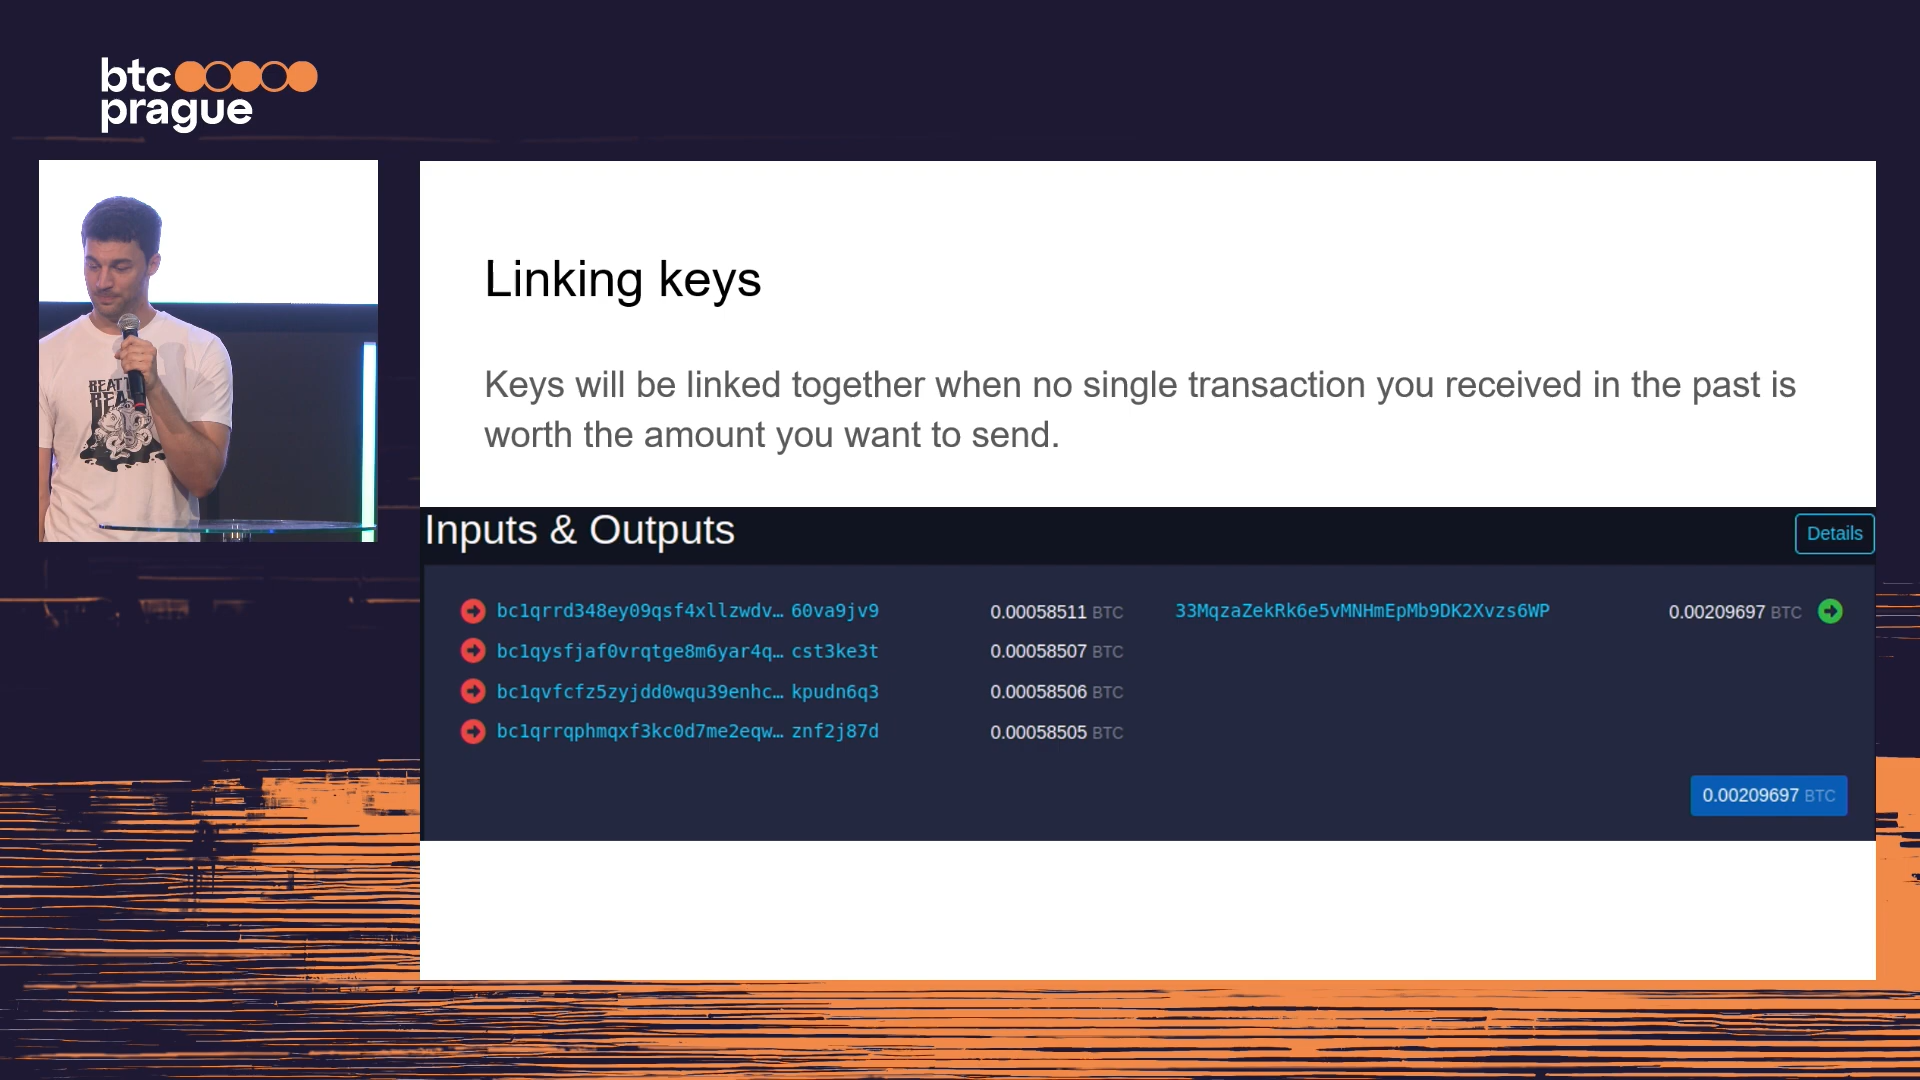 btc
prague
BEAT
BEA
Linking keys
Keys will be linked together when no single transaction you received in the past is
worth the amount you want to send.
Inputs & Outputs
Details
bc1qrrd348ey09qsf4xllzwdv… 60va9jv9 0.00058511 BTC 33MqzaZekRk6e5vMNHmEpMb9DK2Xvzs6WP 0.00209697 BTC
bc1qysfjaf0vrqtge8m6yar4q… cst3ke3t 0.00058507 BTC
bc1qvfcfz5zyjdd0wqu39enhc… kpudn6q3 0.00058506 BTC
bc1qrrqphmqxf3kc0d7me2eqw… znf2j87d 0.00058505 BTC
0.00209697 BTC